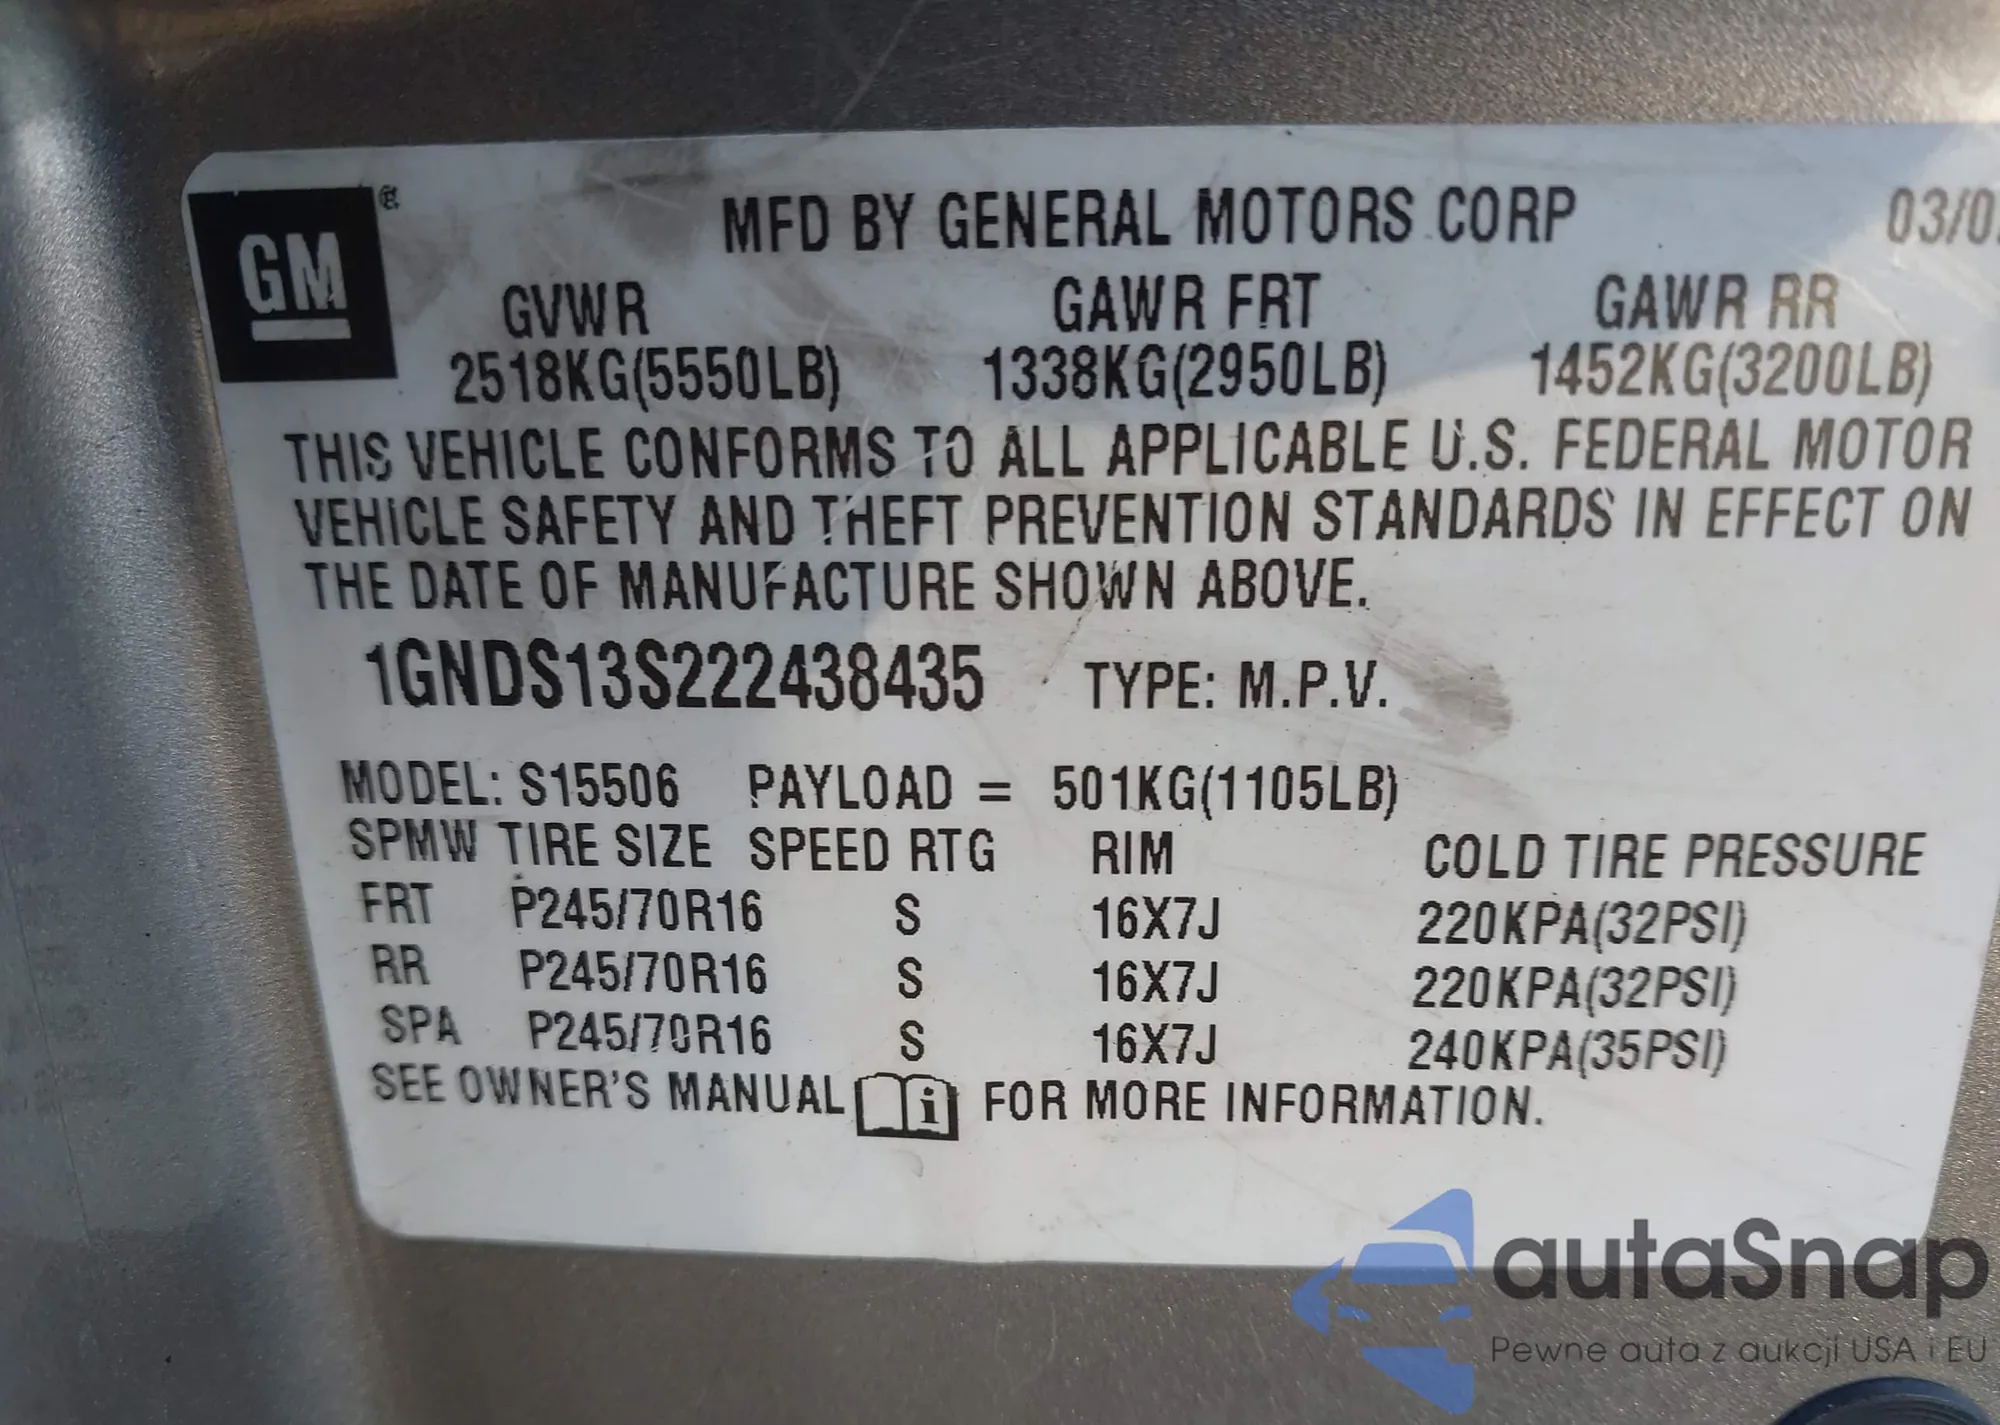 GM ®
MFD BY GENERAL MOTORS CORP 03/0
GVWR GAWR FRT GAWR RR
2518KG(5550LB) 1338KG(2950LB) 1452KG(3200LB)
THIS VEHICLE CONFORMS TO ALL APPLICABLE U.S. FEDERAL MOTOR
VEHICLE SAFETY AND THEFT PREVENTION STANDARDS IN EFFECT ON
THE DATE OF MANUFACTURE SHOWN ABOVE.
1GNDS13S222438435 TYPE: M.P.V.
MODEL: S15506 PAYLOAD = 501KG(1105LB)
SPMW TIRE SIZE SPEED RTG RIM COLD TIRE PRESSURE
FRT P245/70R16 S 16X7J 220KPA(32PSI)
RR P245/70R16 S 16X7J 220KPA(32PSI)
SPA P245/70R16 S 16X7J 240KPA(35PSI)
SEE OWNER'S MANUAL i FOR MORE INFORMATION.
autaSnap
Pewne auta z aukcji USA i EU